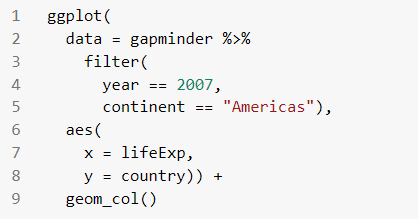 1 ggplot(
2   data = gapminder %>%
3     filter(
4       year == 2007,
5       continent == "Americas"),
6   aes(
7     x = lifeExp,
8     y = country)) +
9   geom_col()